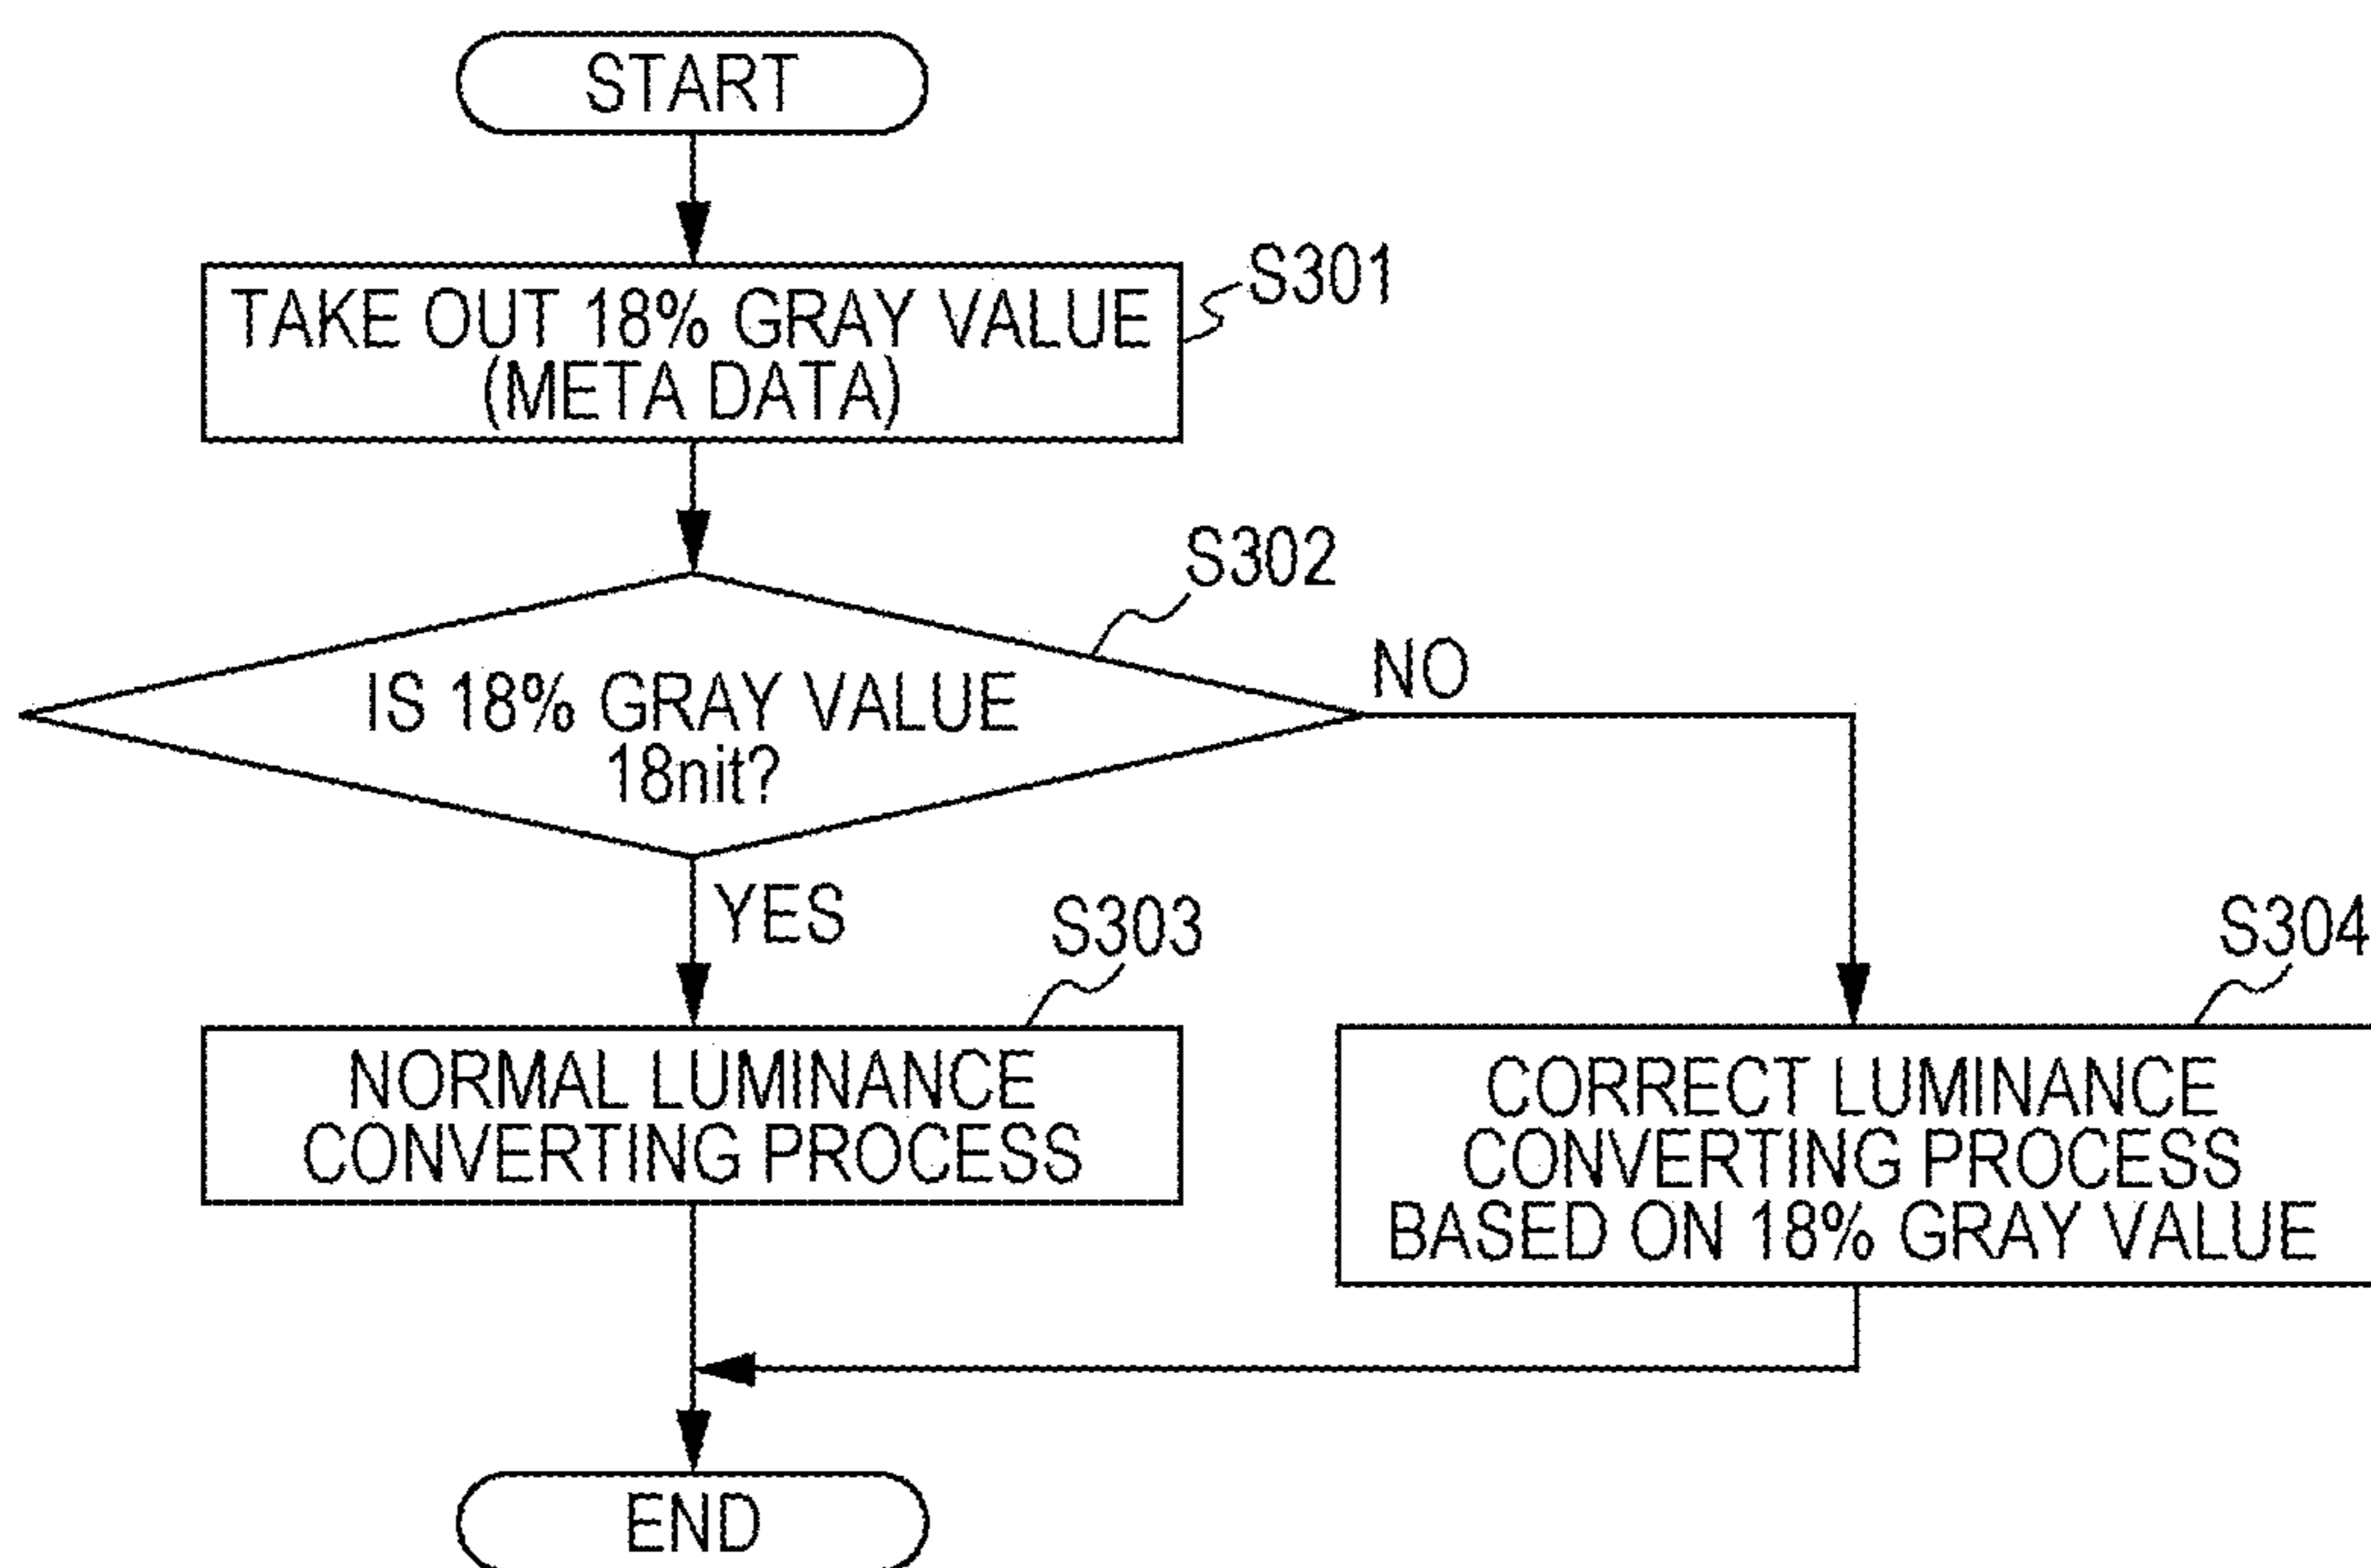 START
S301
TAKE OUT 18% GRAY VALUE
(META DATA)
S302
IS 18% GRAY VALUE
18nit?
NO
YES
S303
NORMAL LUMINANCE
CONVERTING PROCESS
S304
CORRECT LUMINANCE
CONVERTING PROCESS
BASED ON 18% GRAY VALUE
END